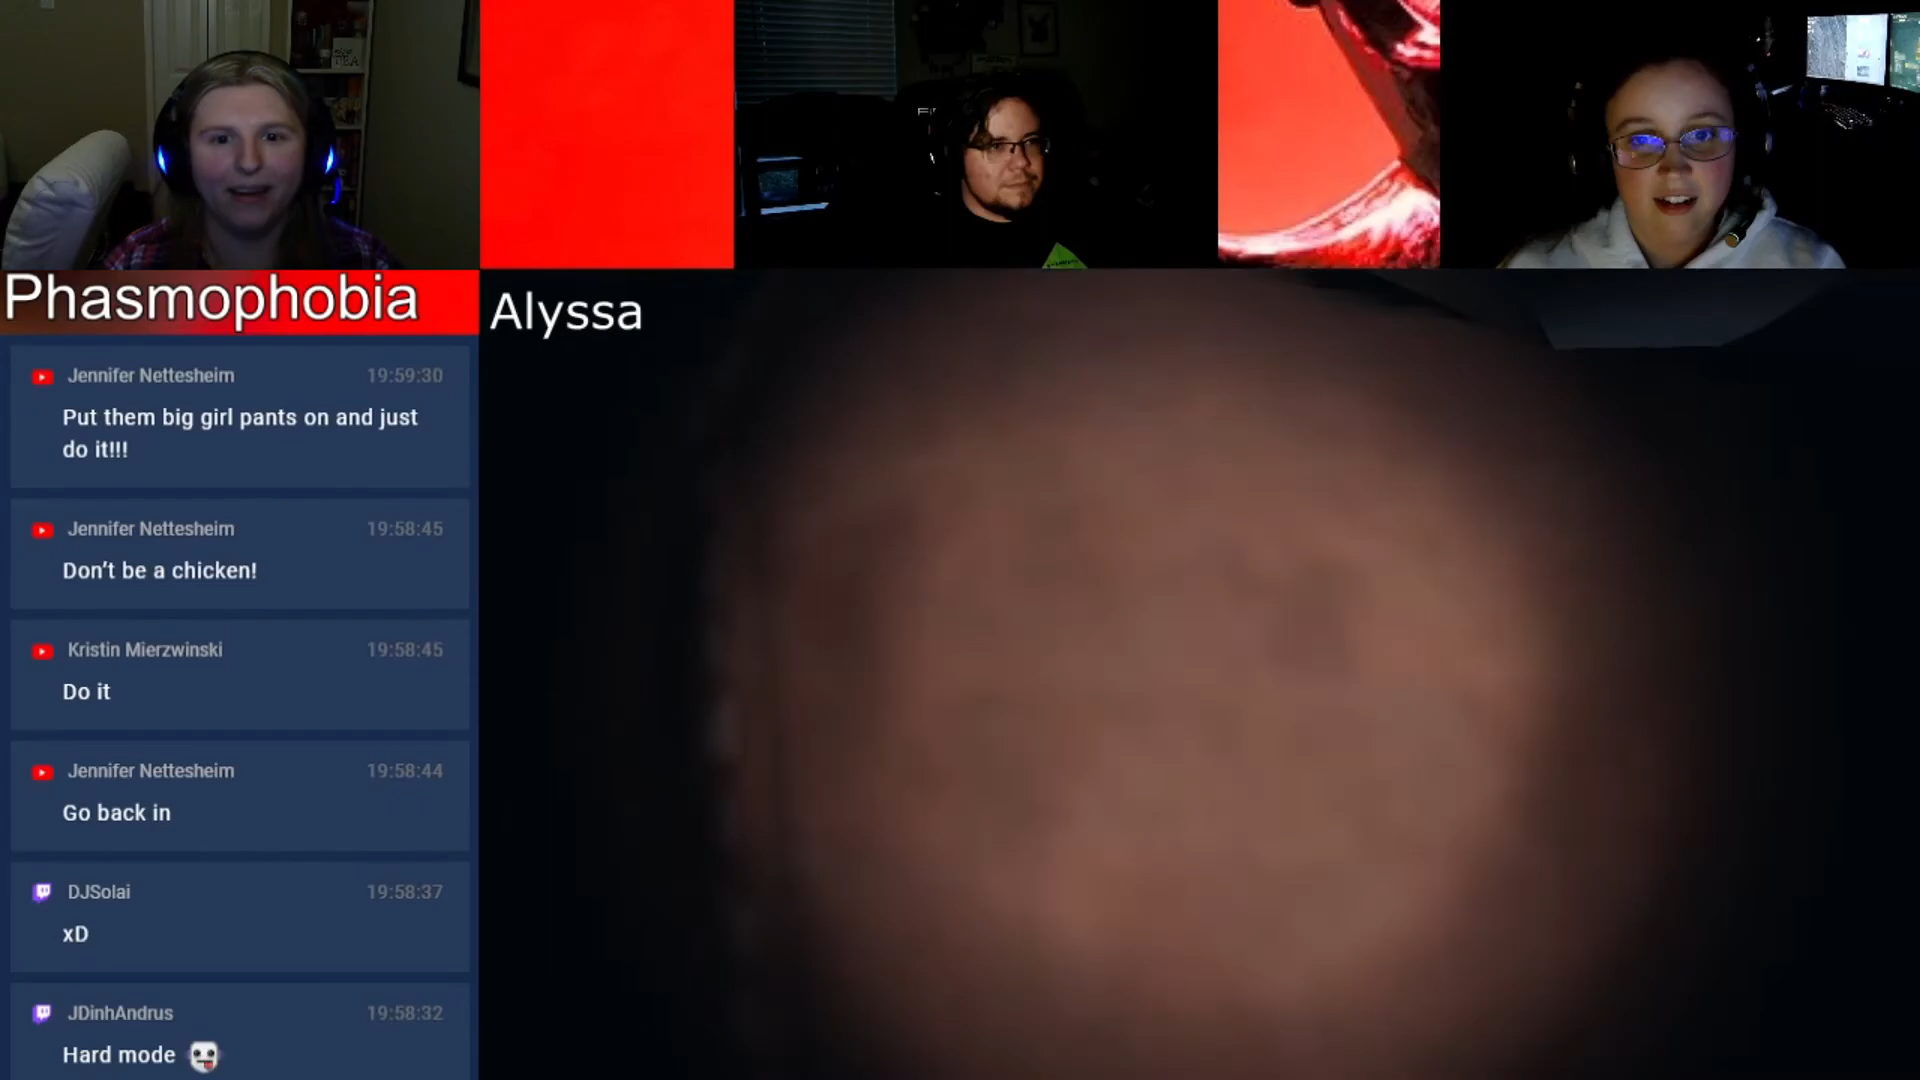 Phasmophobia
Alyssa
Jennifer Nettesheim 19:59:30
Put them big girl pants on and just
do it!!!
Jennifer Nettesheim 19:58:45
Don't be a chicken!
Kristin Mierzwinski 19:58:45
Do it
Jennifer Nettesheim 19:58:44
Go back in
DJSolai 19:58:37
xD
JDinhAndrus 19:58:32
Hard mode